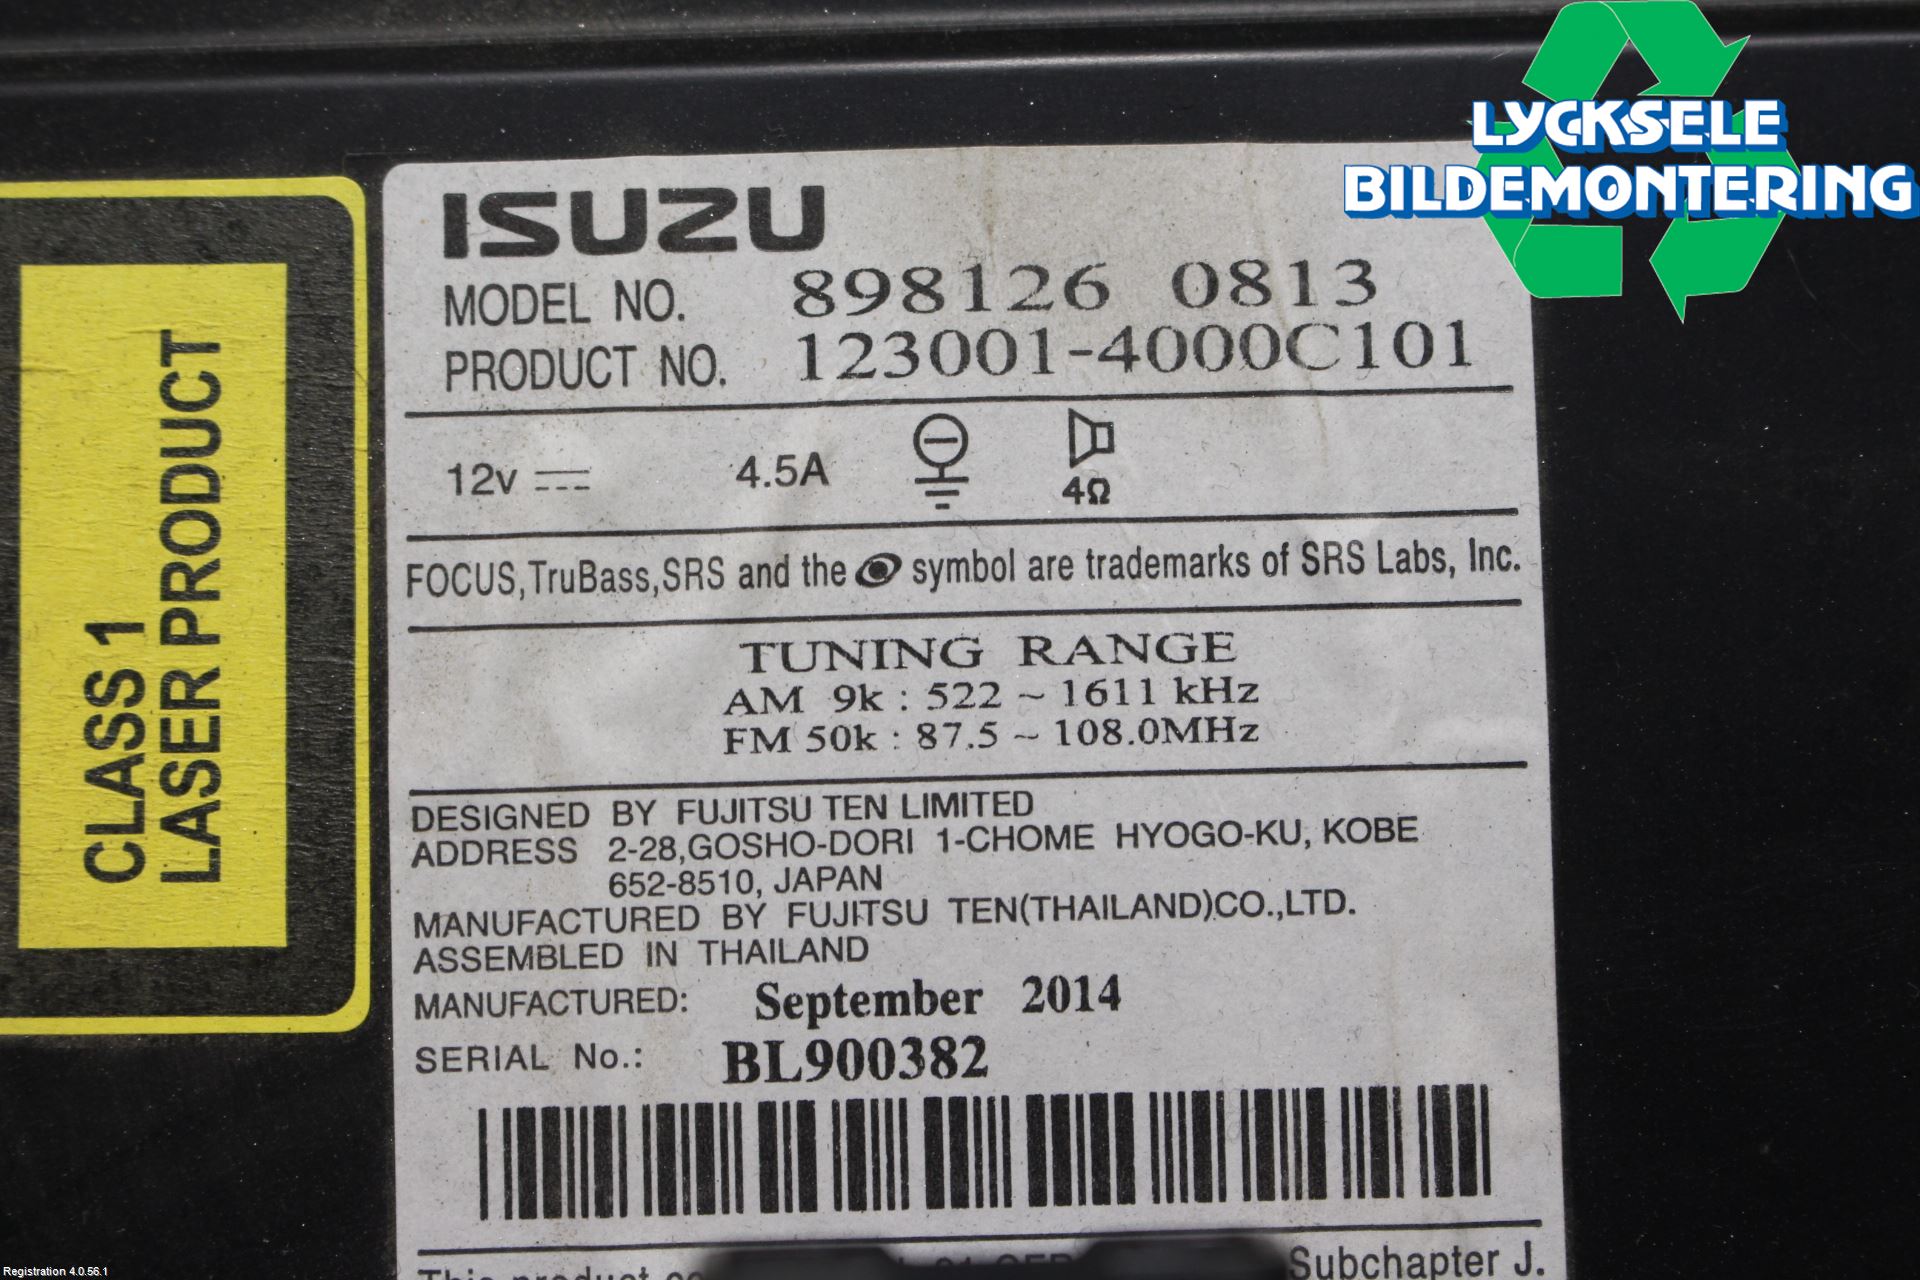 LYCKSELE
BILDEMONTERING
CLASS 1
LASER PRODUCT
ISUZU
MODEL NO. 898126 0813
PRODUCT NO. 123001-4000C101
12v 4.5A 4Ω
FOCUS,TruBass,SRS and the symbol are trademarks of SRS Labs, Inc.
TUNING RANGE
AM 9k : 522 ~ 1611 kHz
FM 50k : 87.5 ~ 108.0MHz
DESIGNED BY FUJITSU TEN LIMITED
ADDRESS 2-28,GOSHO-DORI 1-CHOME HYOGO-KU, KOBE
652-8510, JAPAN
MANUFACTURED BY FUJITSU TEN(THAILAND)CO.,LTD.
ASSEMBLED IN THAILAND
MANUFACTURED: September 2014
SERIAL No.: BL900382
This product Subchapter J.
Registration 4.0.56.1